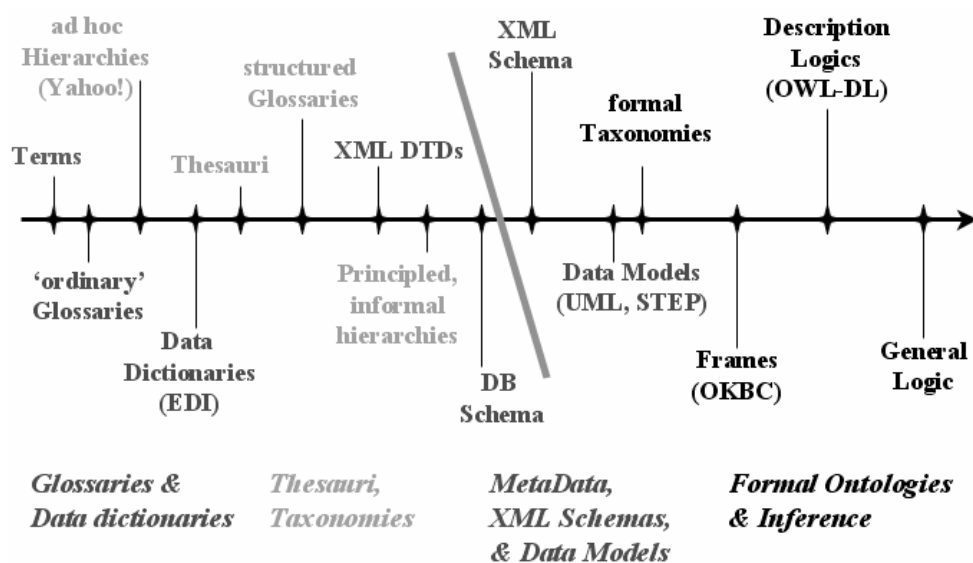 ad hoc
Hierarchies
(Yahoo!)
structured
Glossaries
XML
Schema
Description
Logics
(OWL-DL)
formal
Taxonomies
Terms
Thesauri
XML DTDs
‘ordinary’
Glossaries
Data
Dictionaries
(EDI)
Principled,
informal
hierarchies
DB
Schema
Data Models
(UML, STEP)
Frames
(OKBC)
General
Logic
Glossaries &
Data dictionaries
Thesauri,
Taxonomies
MetaData,
XML Schemas,
& Data Models
Formal Ontologies
& Inference